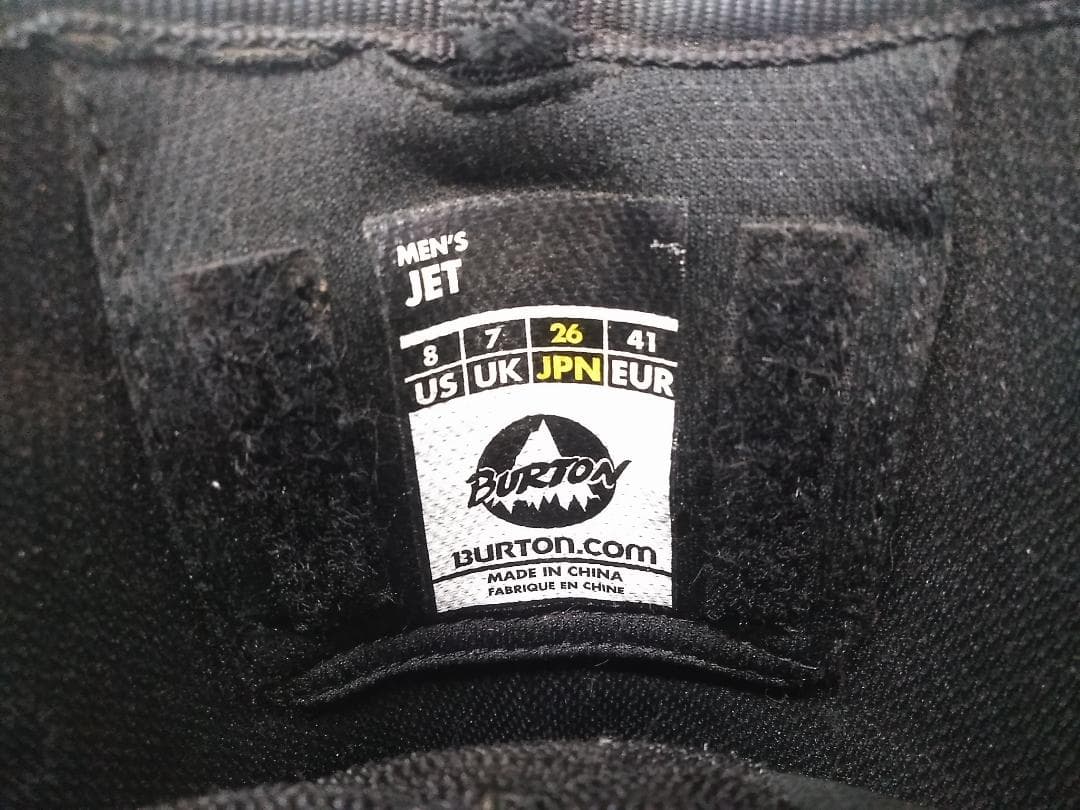 MEN'S
JET
8 7 26 41
US UK JPN EUR
BURTON
BURTON.COM
MADE IN CHINA
FABRIQUE EN CHINE